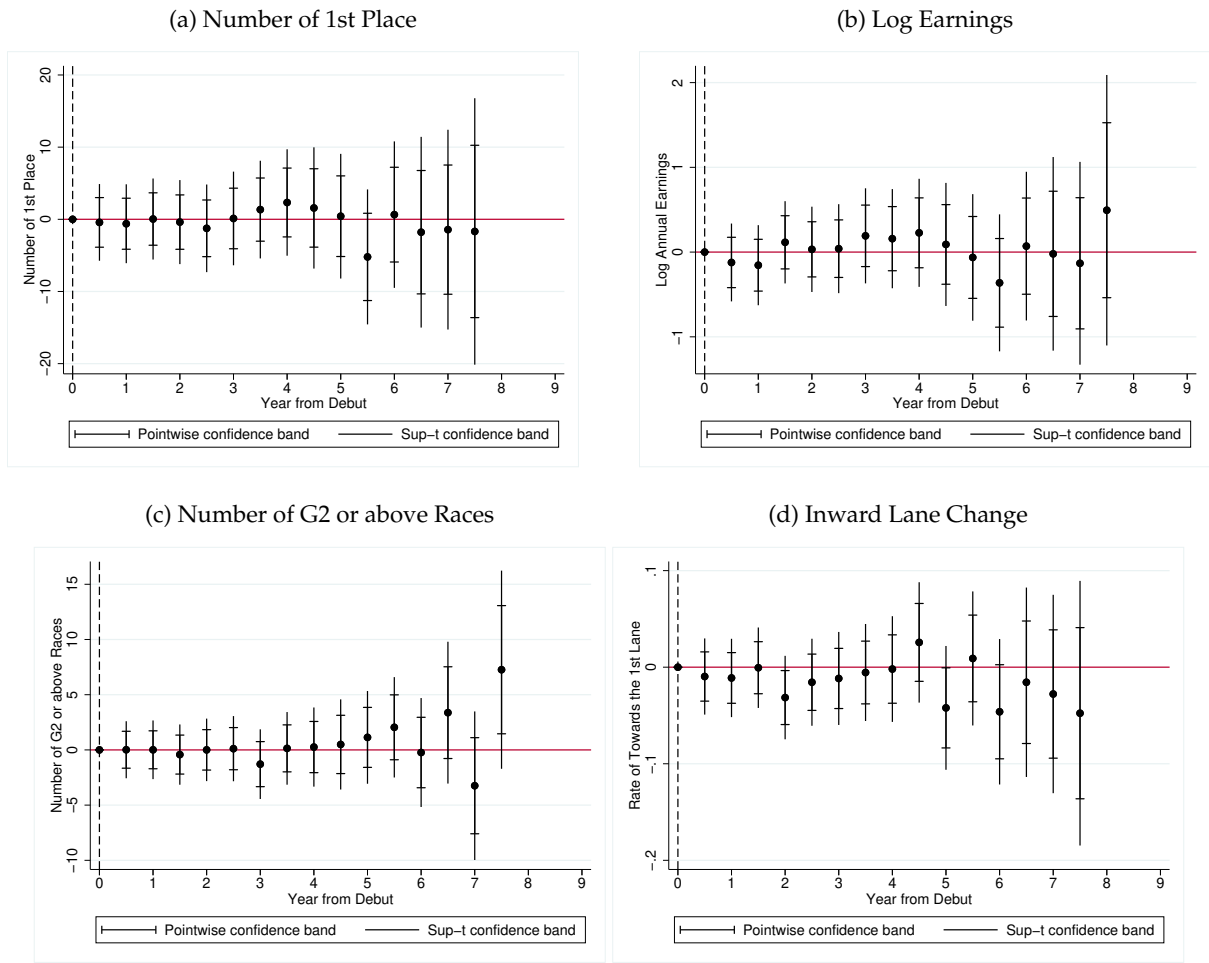 (a) Number of 1st Place
(b) Log Earnings
Number of 1st Place
20
10
0
−10
−20
0 1 2 3 4 5 6 7 8 9
Year from Debut
Pointwise confidence band Sup−t confidence band
Log Annual Earnings
2
1
0
−1
0 1 2 3 4 5 6 7 8 9
Year from Debut
Pointwise confidence band Sup−t confidence band
(c) Number of G2 or above Races
(d) Inward Lane Change
Number of G2 or above Races
15
10
5
0
−5
−10
0 1 2 3 4 5 6 7 8 9
Year from Debut
Pointwise confidence band Sup−t confidence band
Rate of Towards the 1st Lane
.1
0
−.1
−.2
0 1 2 3 4 5 6 7 8 9
Year from Debut
Pointwise confidence band Sup−t confidence band